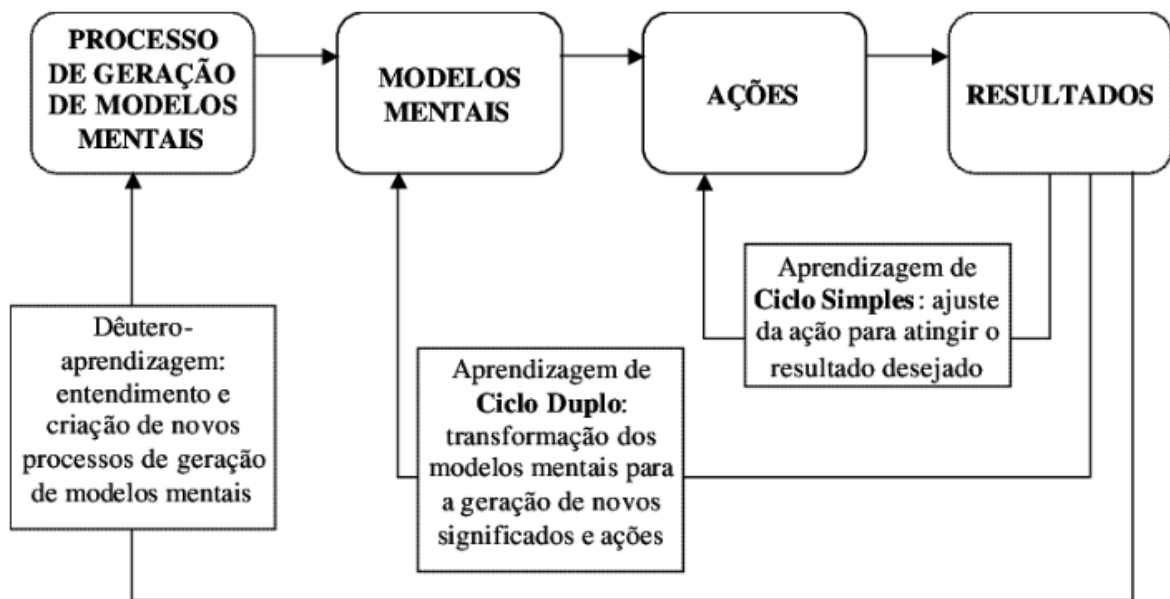 PROCESSO
DE GERAÇÃO
DE MODELOS
MENTAIS
MODELOS
MENTAIS
AÇÕES
RESULTADOS
Aprendizagem de
Ciclo Simples: ajuste
da ação para atingir o
resultado desejado
Aprendizagem de
Ciclo Duplo:
transformação dos
modelos mentais para
a geração de novos
significados e ações
Dêutero-
aprendizagem:
entendimento e
criação de novos
processos de geração
de modelos mentais